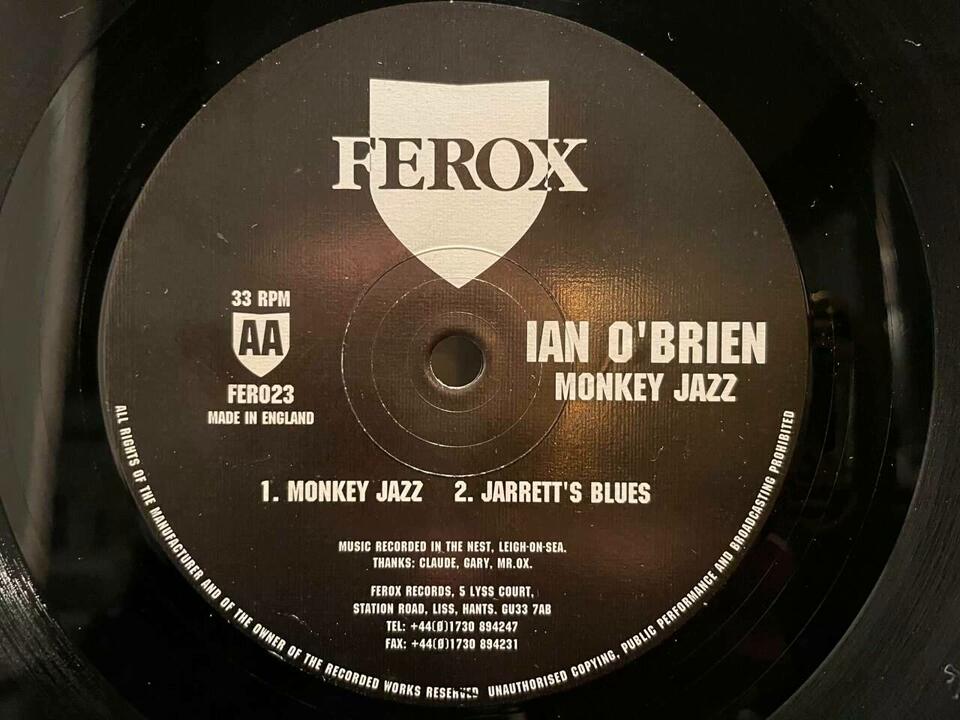 FEROX
33 RPM
AA
FER023
MADE IN ENGLAND
IAN O'BRIEN
MONKEY JAZZ
1. MONKEY JAZZ 2. JARRETT'S BLUES
MUSIC RECORDED IN THE NEST, LEIGH-ON-SEA.
THANKS: CLAUDE, GARY, MR.OX.
FEROX RECORDS, 5 LYSS COURT,
STATION ROAD, LISS, HANTS. GU33 7AB
TEL: +44(0)1730 894247
FAX: +44(0)1730 894231
ALL RIGHTS OF THE MANUFACTURER AND OF THE OWNER OF THE RECORDED WORKS RESERVED UNAUTHORISED COPYING, PUBLIC PERFORMANCE AND BROADCASTING PROHIBITED